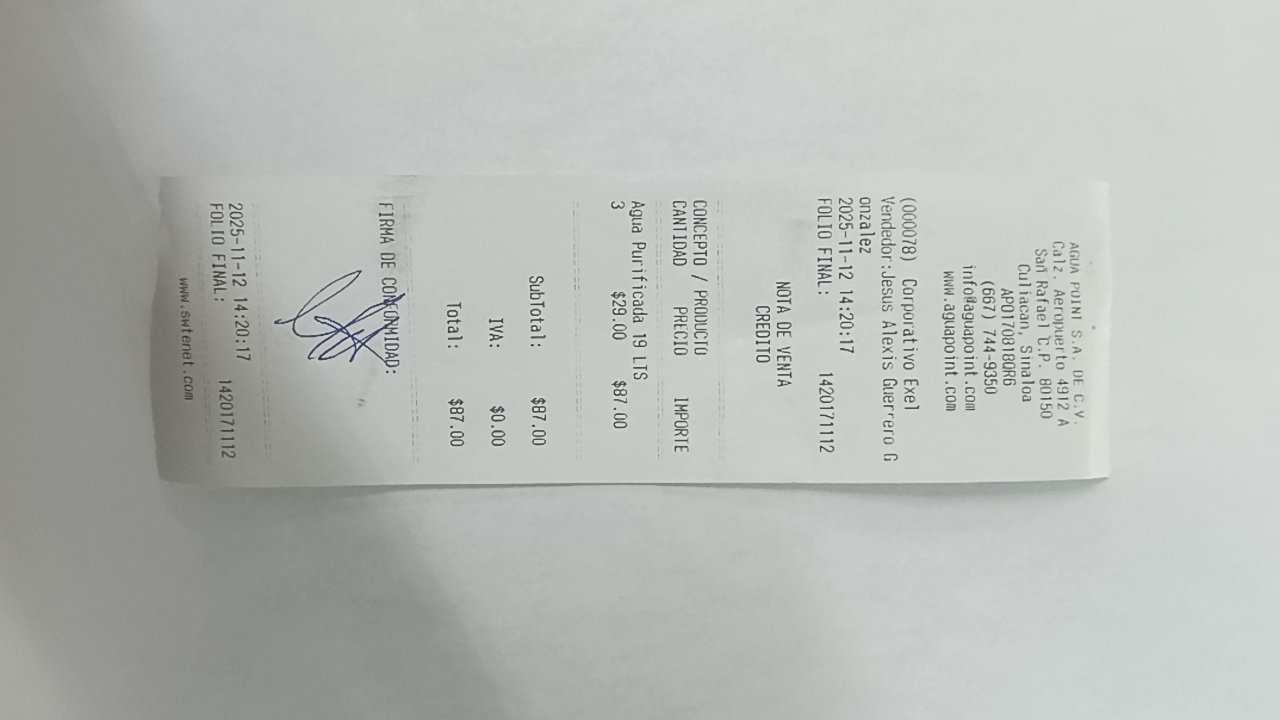 AGUA POINT S.A. DE C.V.
Calz. Aeropuerto 4912 A
San Rafael C.P. 80150
Culiacan, Sinaloa
APO170818QR6
(667) 744-9350
info@aguapoint.com
www.aguapoint.com
(000078) Corporativo Exel
Vendedor:Jesus Alexis Guerrero G
onzalez
2025-11-12 14:20:17
FOLIO FINAL: 1420171112
NOTA DE VENTA
CREDITO
CONCEPTO / PRODUCTO
CANTIDAD PRECIO IMPORTE
Agua Purificada 19 LTS
3 $29.00 $87.00
SubTotal: $87.00
IVA: $0.00
Total: $87.00
FIRMA DE CONFORMIDAD:
2025-11-12 14:20:17
FOLIO FINAL: 1420171112
www.swtenet.com